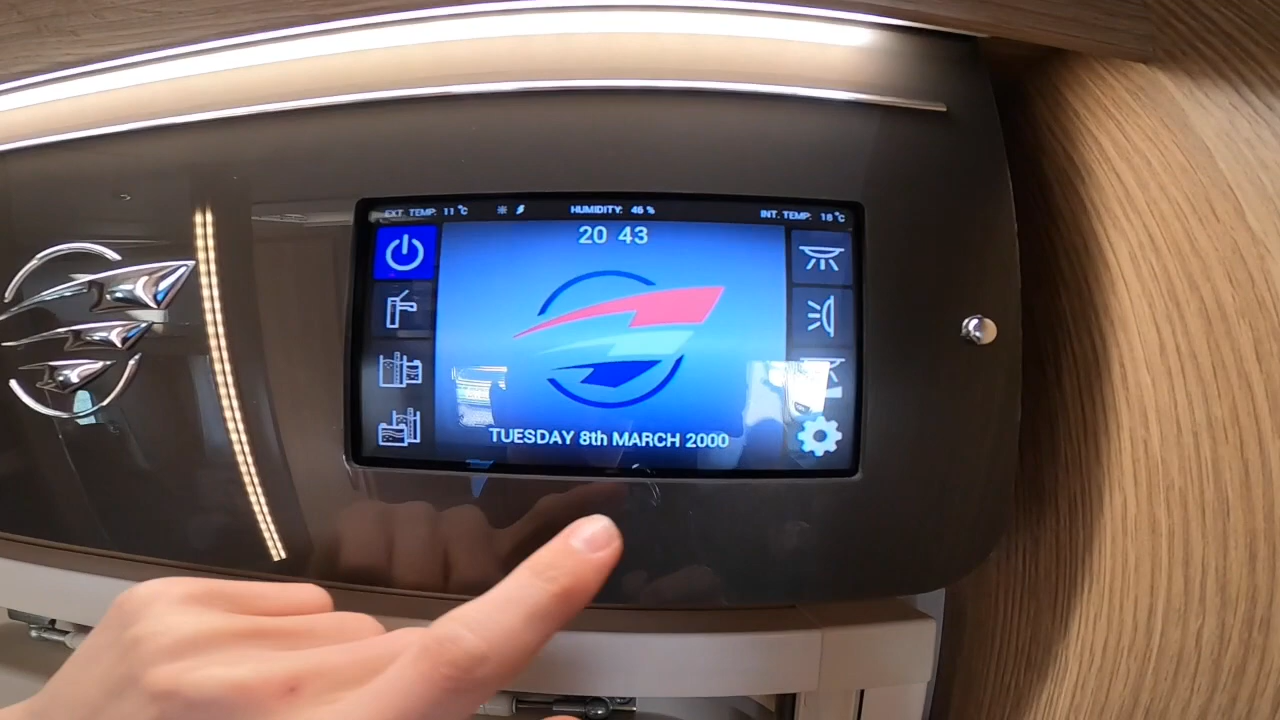 EXT. TEMP: 11 °C
HUMIDITY: 46 %
INT. TEMP: 18 °C
20 43
TUESDAY 8th MARCH 2000